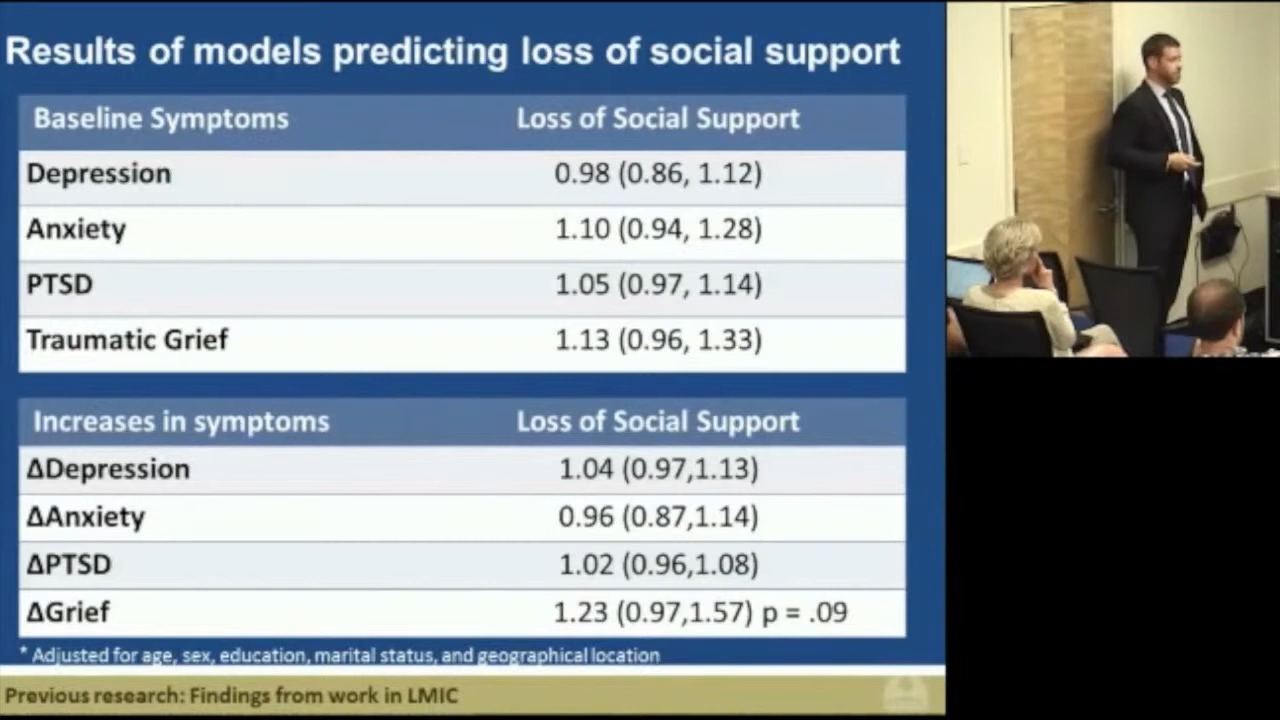 Results of models predicting loss of social support
Baseline Symptoms Loss of Social Support
Depression 0.98 (0.86, 1.12)
Anxiety 1.10 (0.94, 1.28)
PTSD 1.05 (0.97, 1.14)
Traumatic Grief 1.13 (0.96, 1.33)
Increases in symptoms Loss of Social Support
ΔDepression 1.04 (0.97,1.13)
ΔAnxiety 0.96 (0.87,1.14)
ΔPTSD 1.02 (0.96,1.08)
ΔGrief 1.23 (0.97,1.57) p = .09
* Adjusted for age, sex, education, marital status, and geographical location
Previous research: Findings from work in LMIC